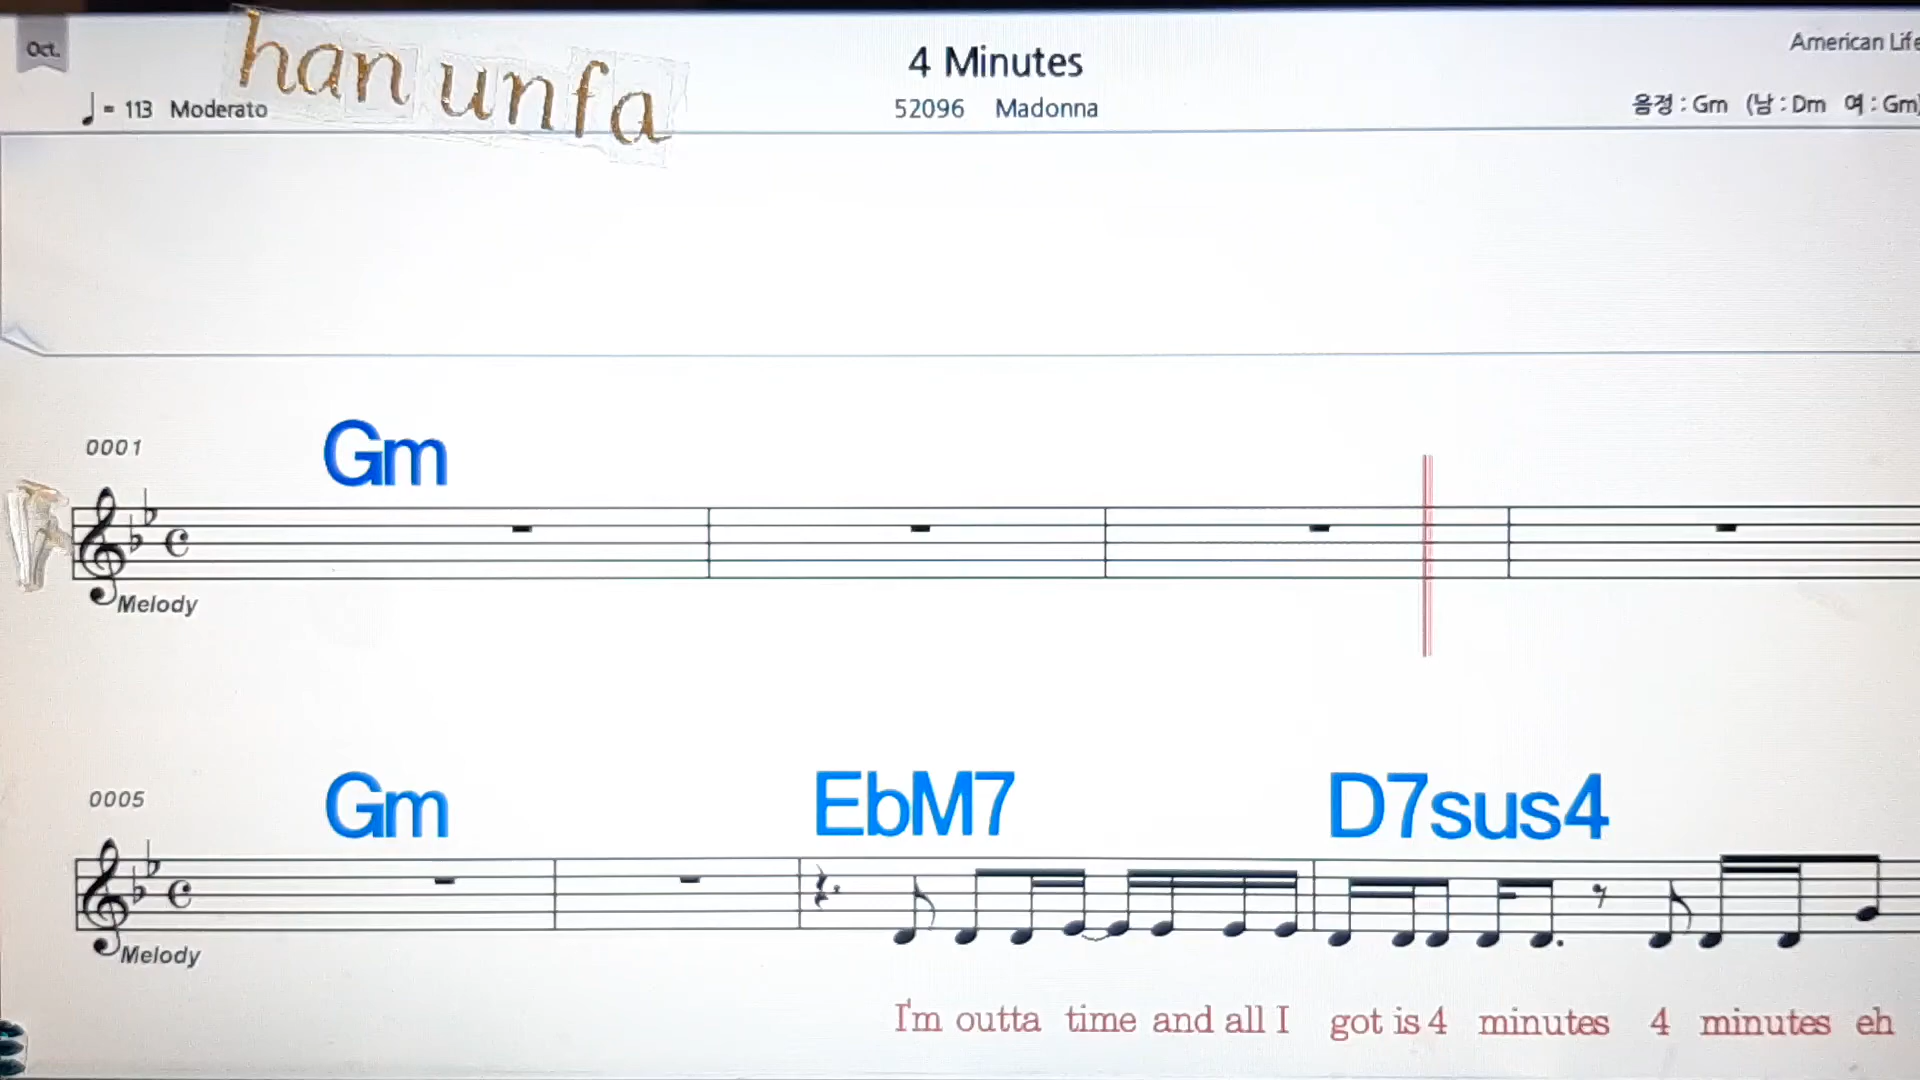 Oct.
han unfa
4 Minutes
American Life
♩= 113 Moderato
52096 Madonna
음정 : Gm (남 : Dm 여 : Gm)
0001
Gm
Melody
0005
Gm EbM7 D7sus4
Melody
I'm outta time and all I got is 4 minutes 4 minutes eh